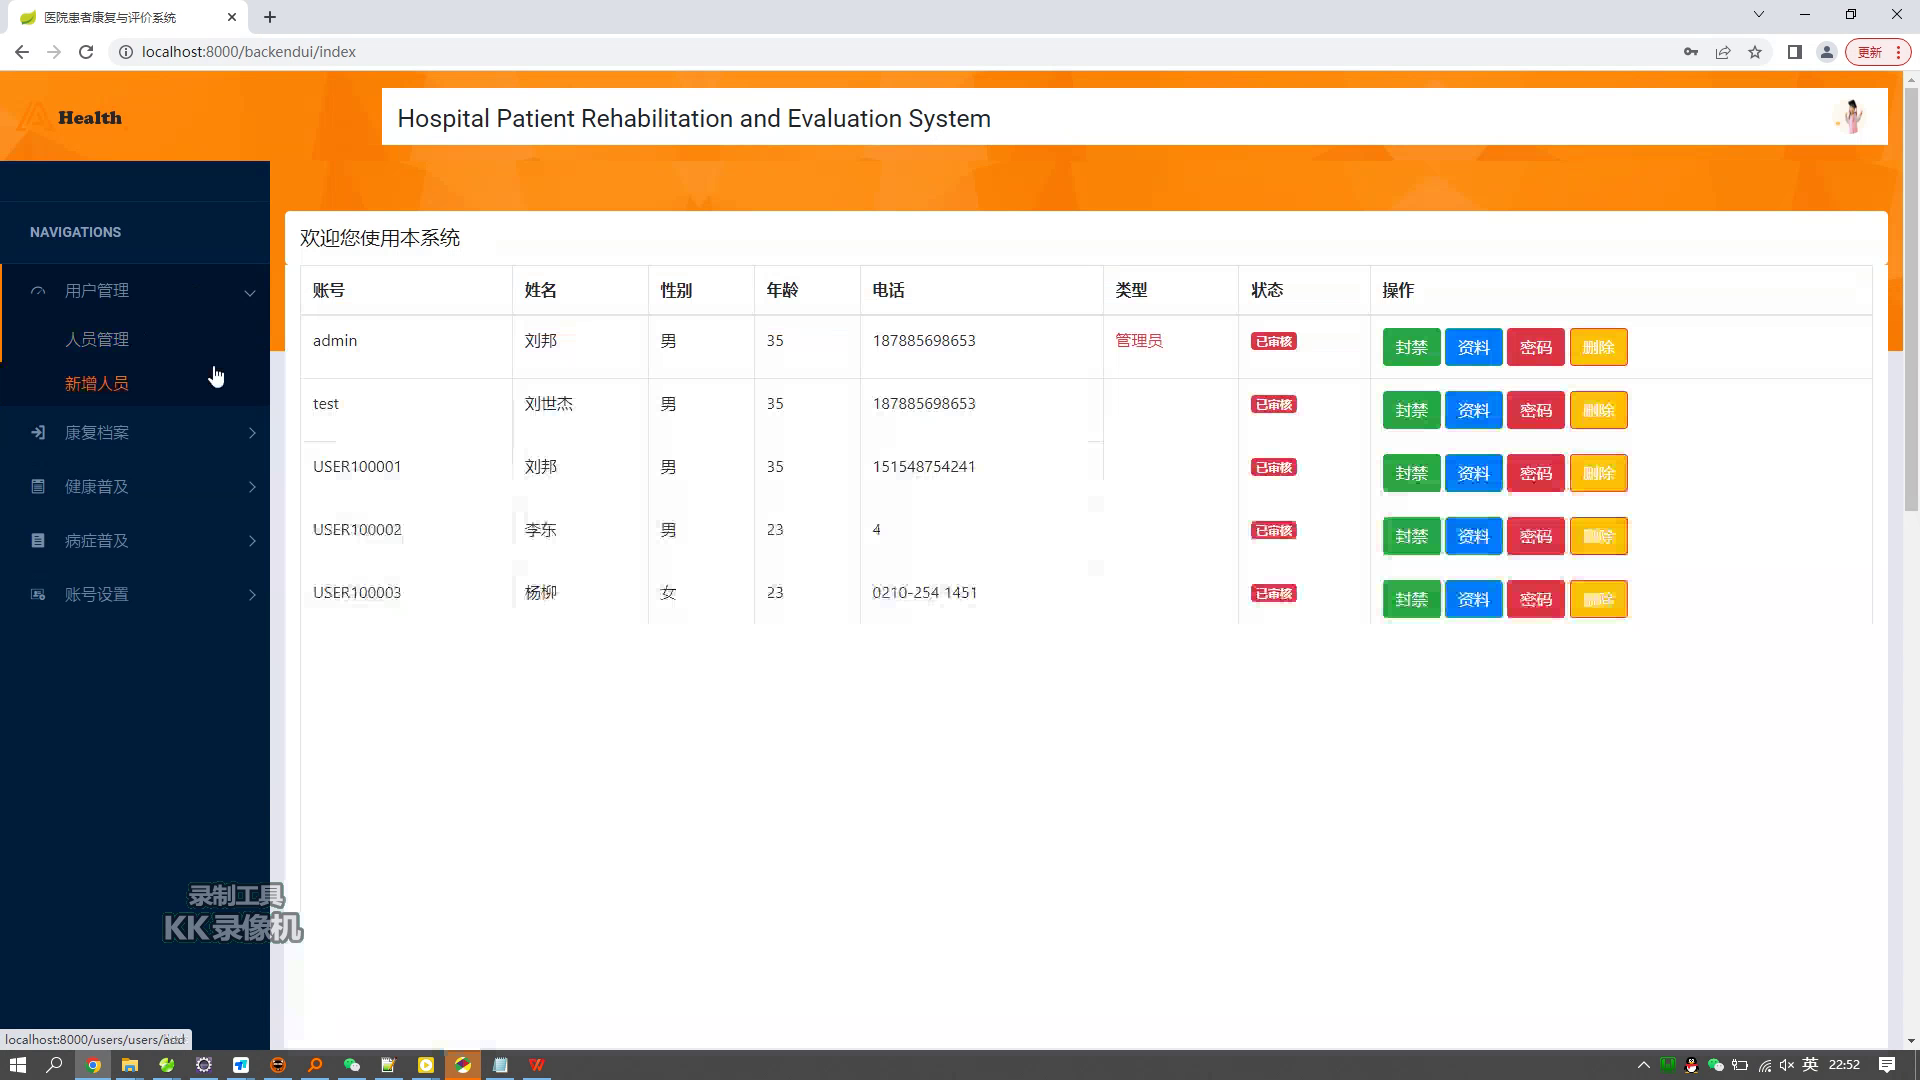 医院患者康复与评价系统
localhost:8000/backendui/index
更新
Health
Hospital Patient Rehabilitation and Evaluation System
NAVIGATIONS
用户管理
人员管理
新增人员
康复档案
健康普及
病症普及
账号设置
欢迎您使用本系统
账号 姓名 性别 年龄 电话 类型 状态 操作
admin 刘邦 男 35 187885698653 管理员 已审核 封禁 资料 密码 删除
test 刘世杰 男 35 187885698653 已审核 封禁 资料 密码 删除
USER100001 刘邦 男 35 151548754241 已审核 封禁 资料 密码 删除
USER100002 李东 男 23 4 已审核 封禁 资料 密码 删除
USER100003 杨柳 女 23 0210-254 1451 已审核 封禁 资料 密码
录制工具
KK录像机
localhost:8000/users/users/add
英 22:52